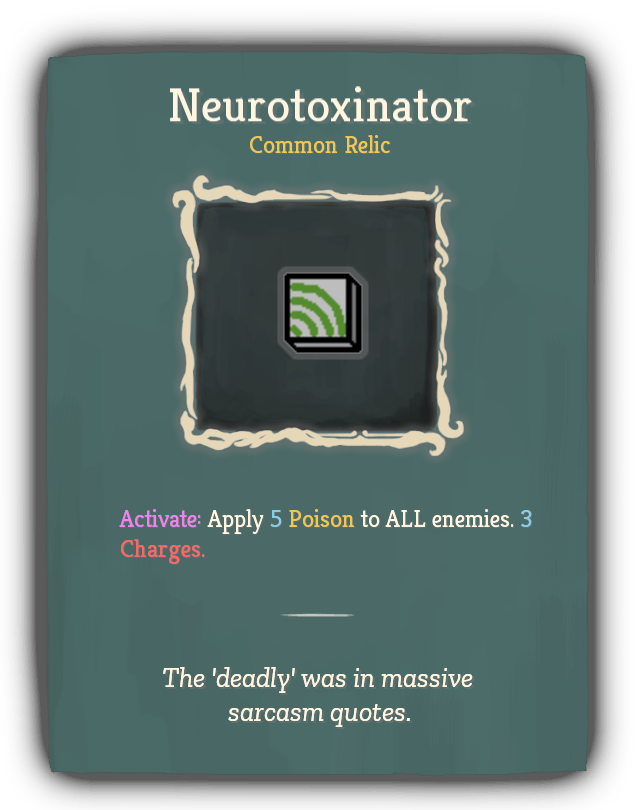 Neurotoxinator
Common Relic
Activate: Apply 5 Poison to ALL enemies. 3
Charges.
The 'deadly' was in massive
sarcasm quotes.